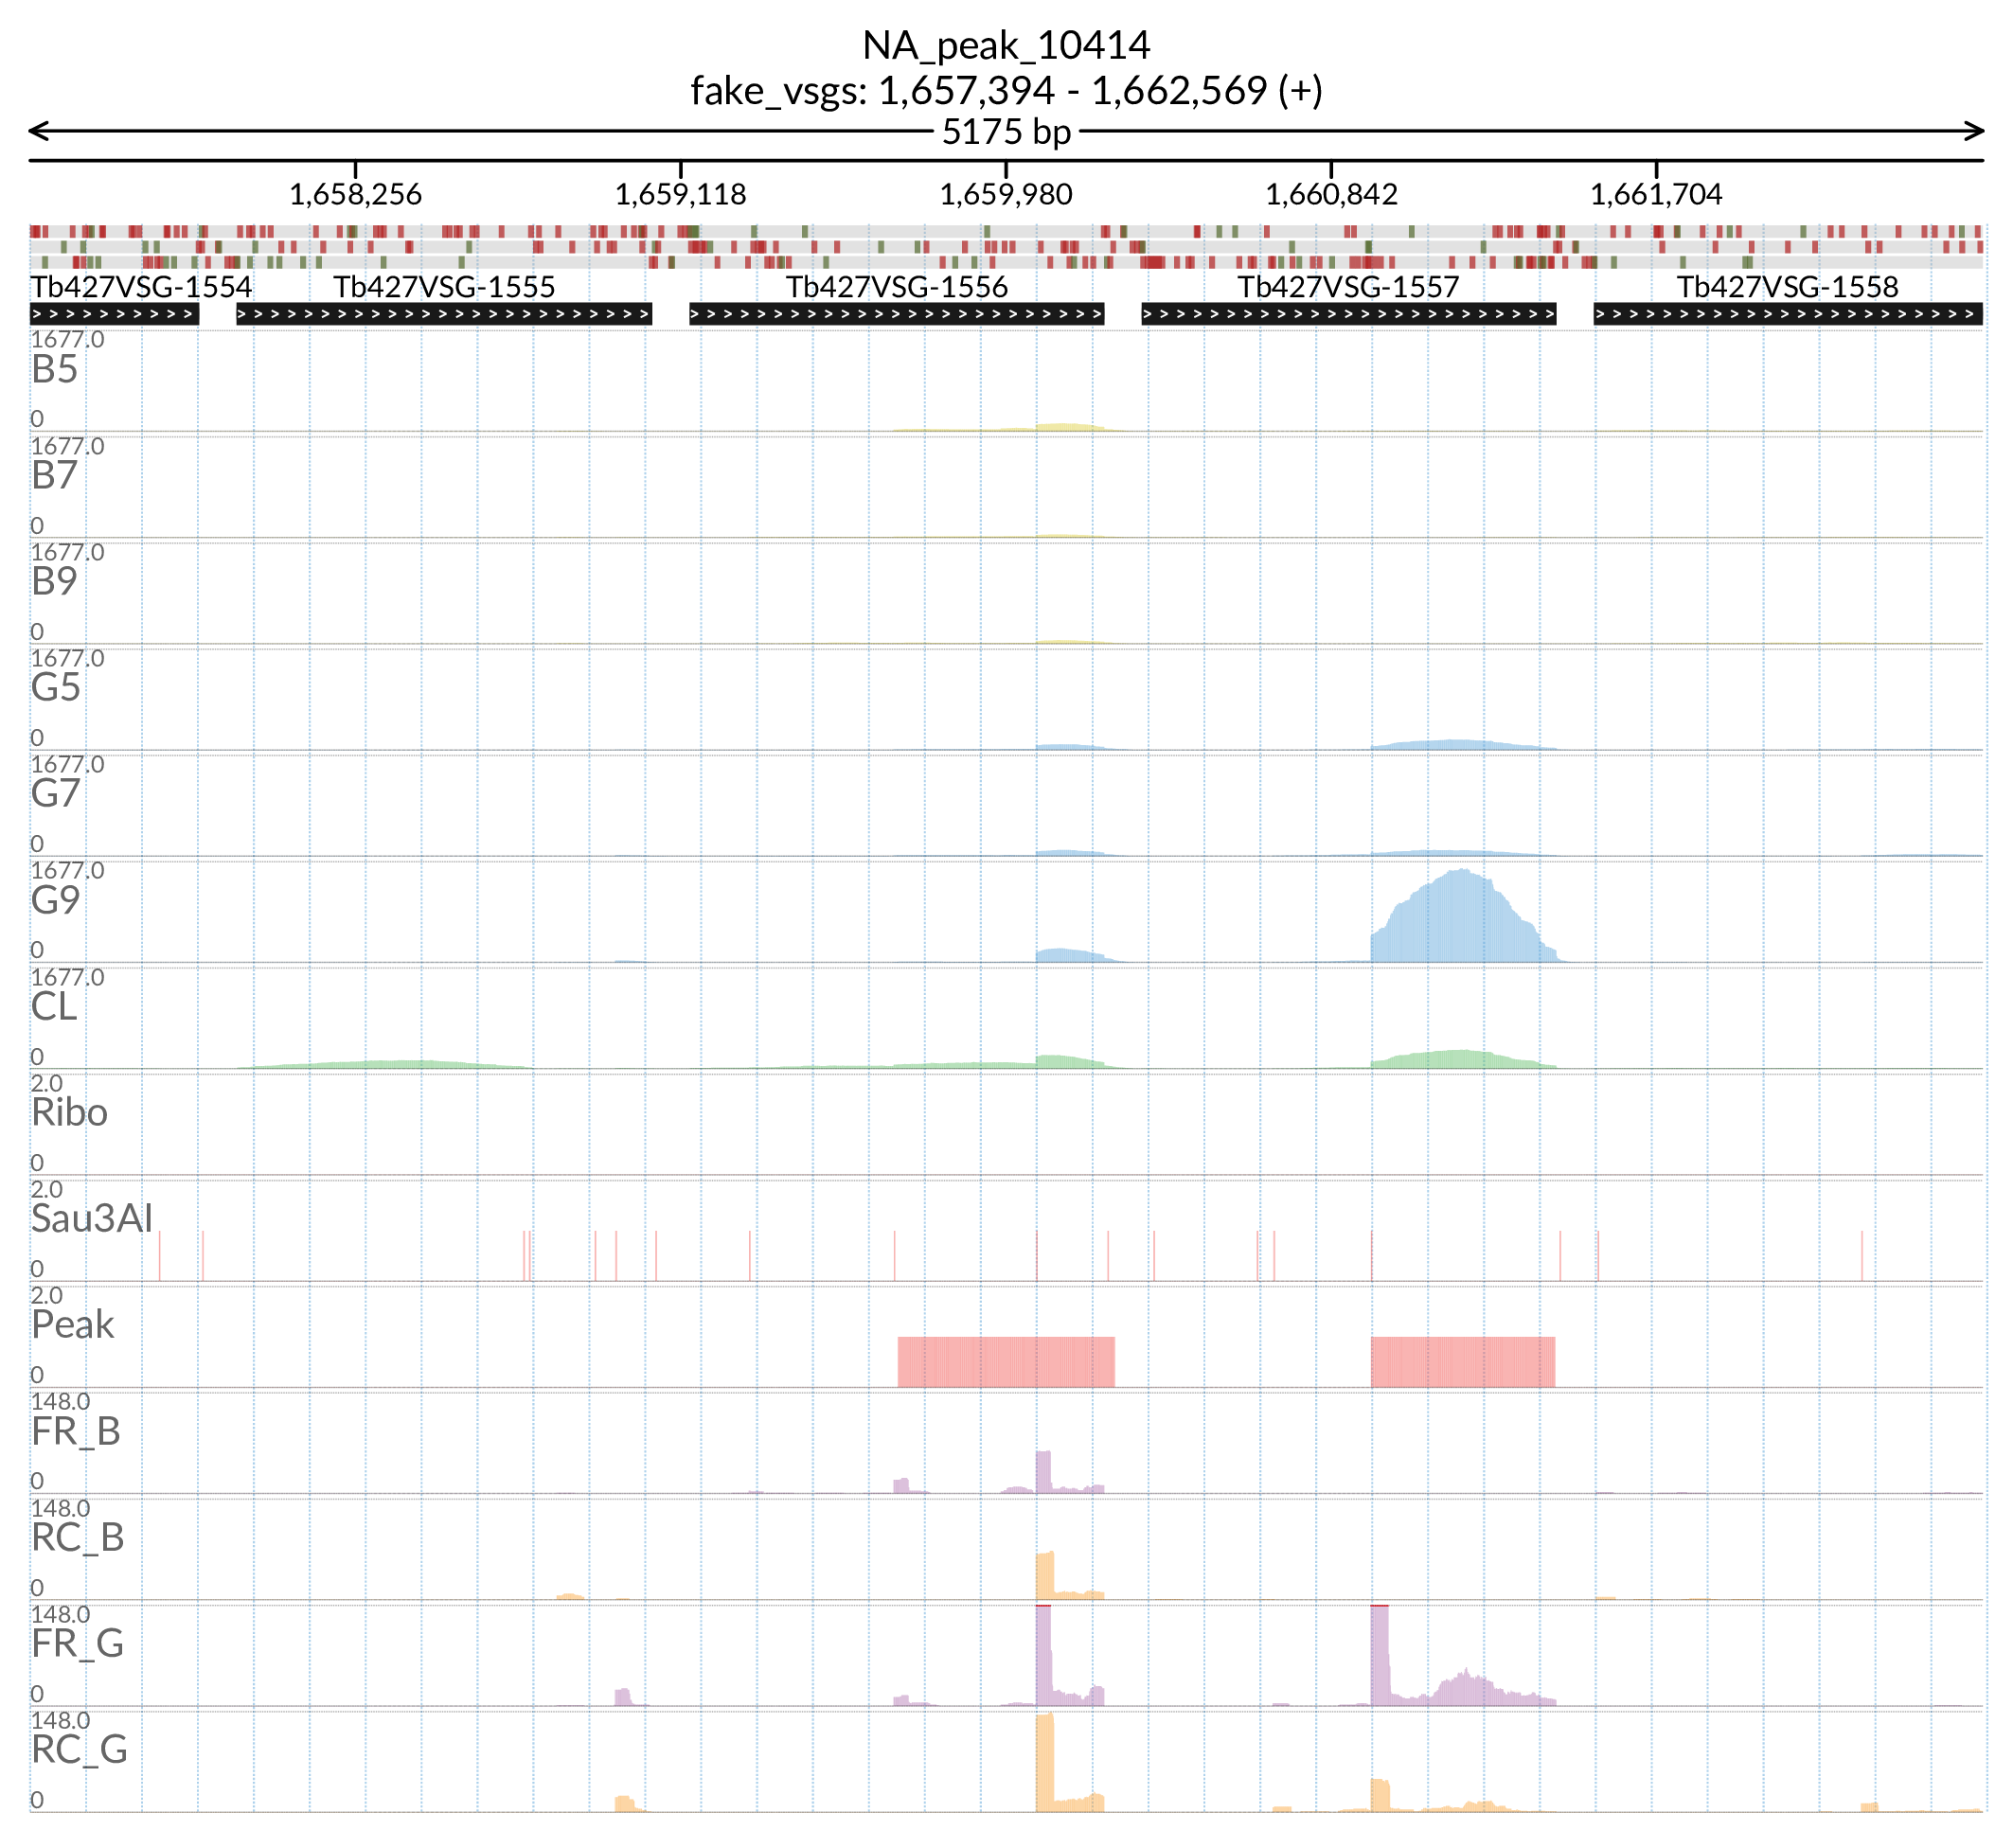 NA_peak_10414
fake_vsgs: 1,657,394 - 1,662,569 (+)
5175 bp
1,658,256 1,659,118 1,659,980 1,660,842 1,661,704
Tb427VSG-1554 Tb427VSG-1555 Tb427VSG-1556 Tb427VSG-1557 Tb427VSG-1558
1677.0
B5
0
1677.0
B7
0
1677.0
B9
0
1677.0
G5
0
1677.0
G7
0
1677.0
G9
0
1677.0
CL
0
2.0
Ribo
0
2.0
Sau3AI
0
2.0
Peak
0
148.0
FR_B
0
148.0
RC_B
0
148.0
FR_G
0
148.0
RC_G
0